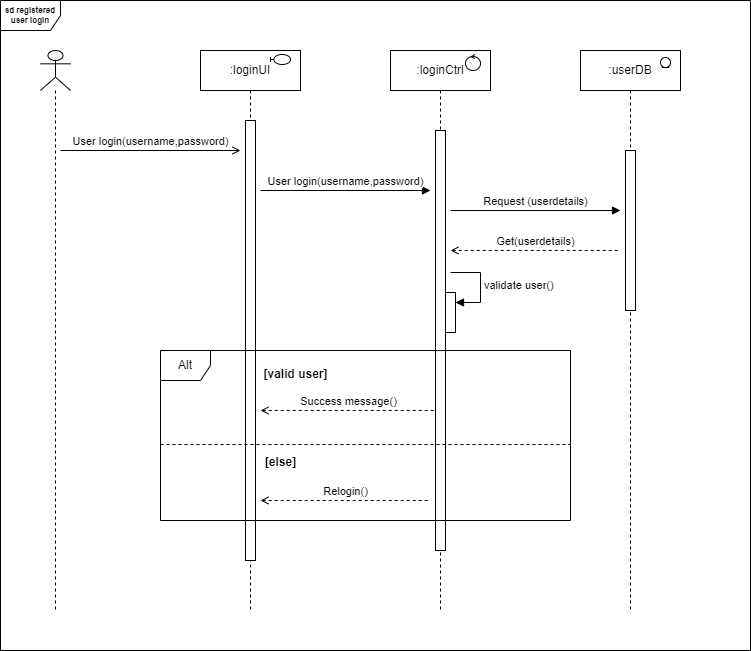 sd registered
user login
:loginUI
:loginCtrl
:userDB
User login(username,password)
User login(username,password)
Request (userdetails)
Get(userdetails)
validate user()
Alt
[valid user]
Success message()
[else]
Relogin()